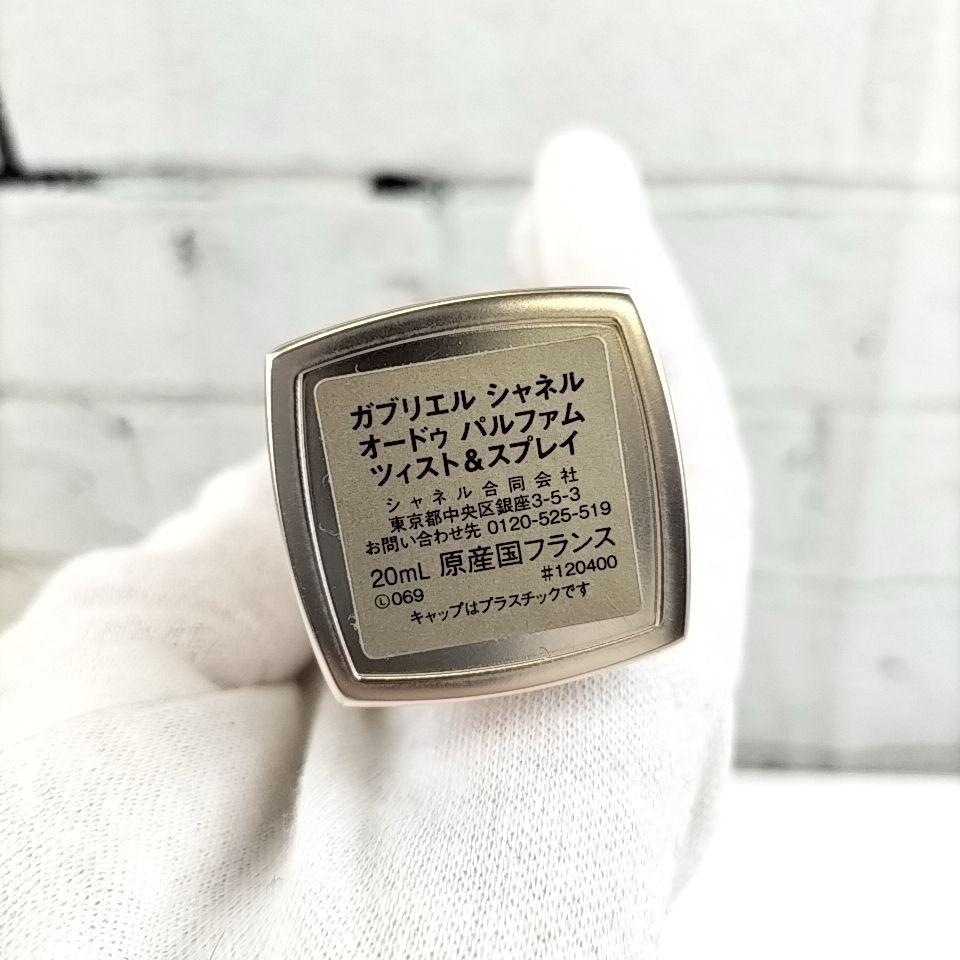 ガブリエル シャネル
オードゥ パルファム
ツィスト&スプレイ
シャネル合同会社
東京都中央区銀座3-5-3
お問い合わせ先 0120-525-519
20mL 原産国フランス
Ⓛ069 #120400
キャップはプラスチックです